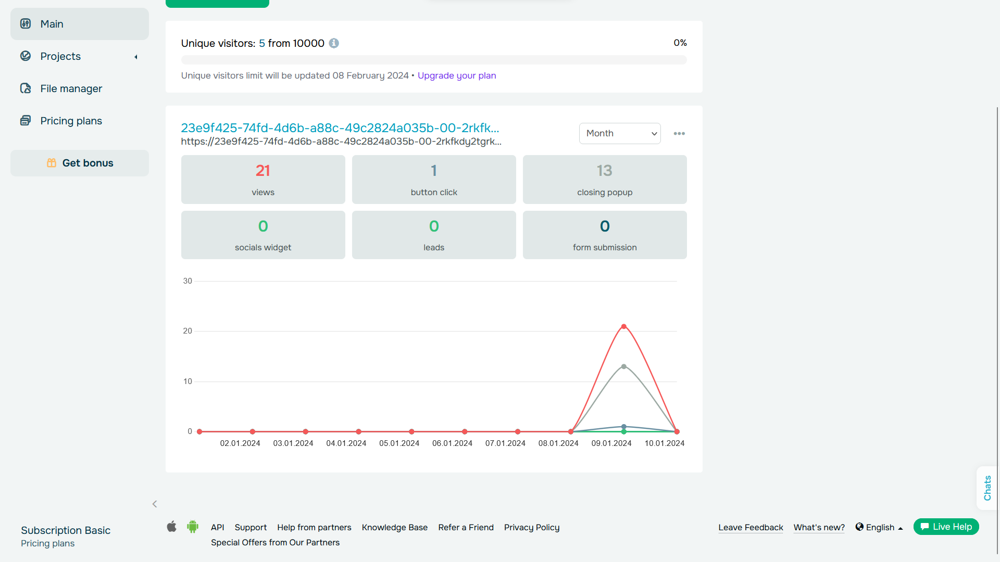 Main
Projects
File manager
Pricing plans
Get bonus
Unique visitors: 5 from 10000
0%
Unique visitors limit will be updated 08 February 2024 • Upgrade your plan
23e9f425-74fd-4d6b-a88c-49c2824a035b-00-2rkfk...
https://23e9f425-74fd-4d6b-a88c-49c2824a035b-00-2rkfkdy2tgrk...
Month
21
views
1
button click
13
closing popup
0
socials widget
0
leads
0
form submission
30
20
10
0
02.01.2024 03.01.2024 04.01.2024 05.01.2024 06.01.2024 07.01.2024 08.01.2024 09.01.2024 10.01.2024
Chats
Subscription Basic
Pricing plans
API Support Help from partners Knowledge Base Refer a Friend Privacy Policy
Special Offers from Our Partners
Leave Feedback What's new? English Live Help